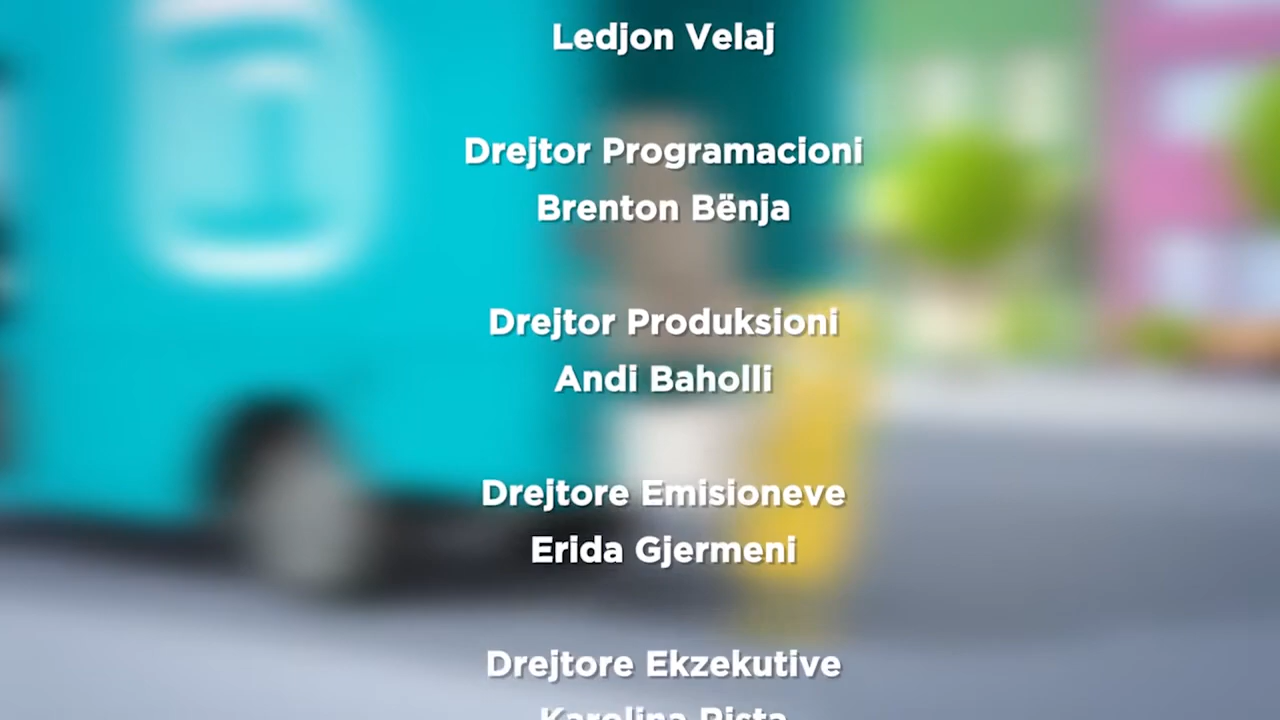 Ledjon Velaj
Drejtor Programacioni
Brenton Bënja
Drejtor Produksioni
Andi Baholli
Drejtore Emisioneve
Erida Gjermeni
Drejtore Ekzekutive